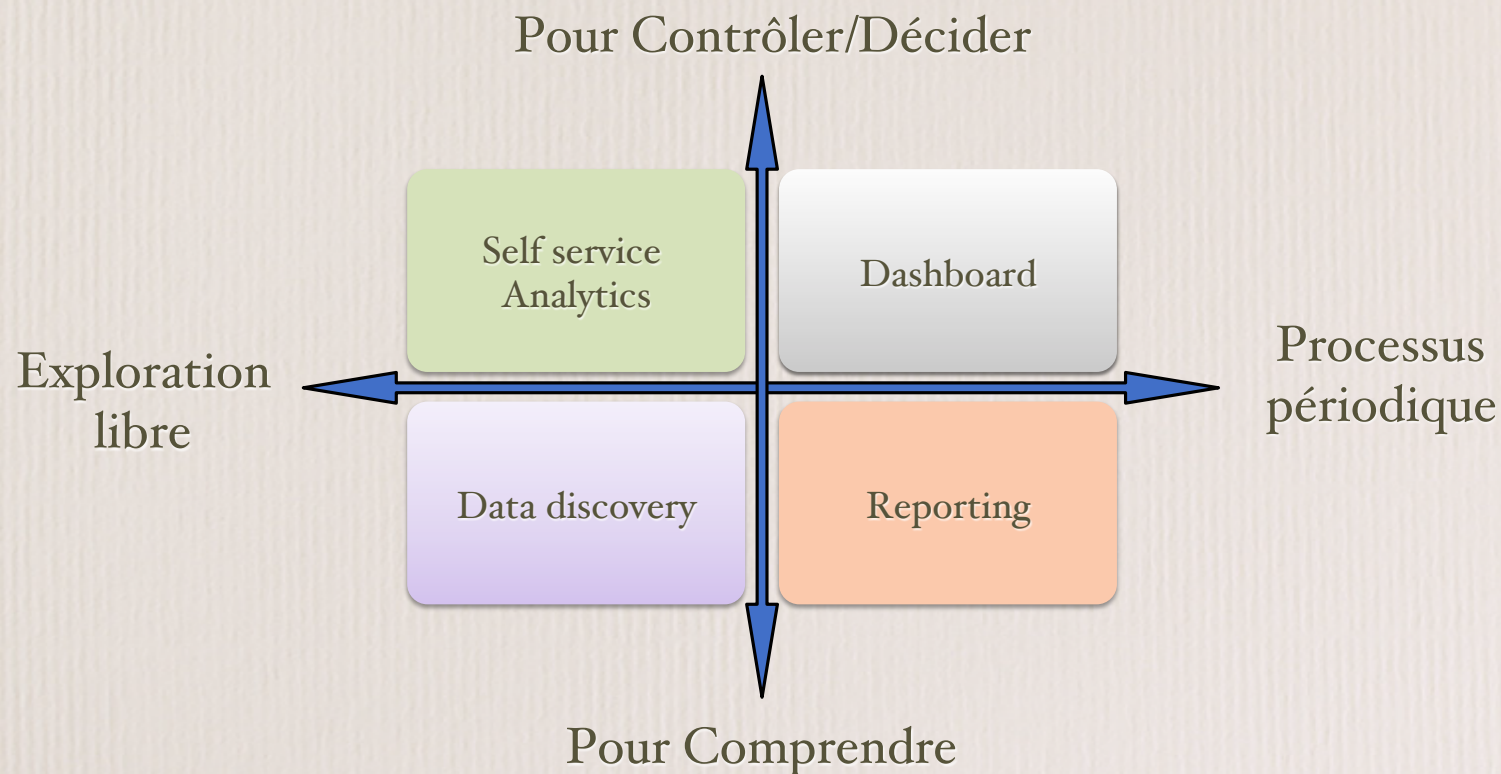 Pour Contrôler/Décider
Self service
Analytics
Dashboard
Exploration
libre
Processus
périodique
Data discovery
Reporting
Pour Comprendre